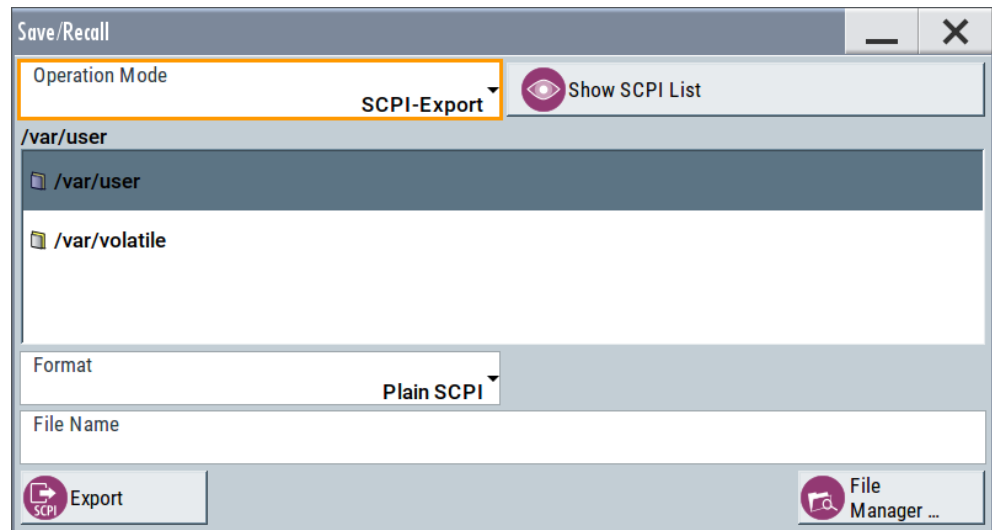 Save/Recall
Operation Mode
SCPI-Export
Show SCPI List
/var/user
/var/user
/var/volatile
Format
Plain SCPI
File Name
SCPI
Export
File
Manager ...